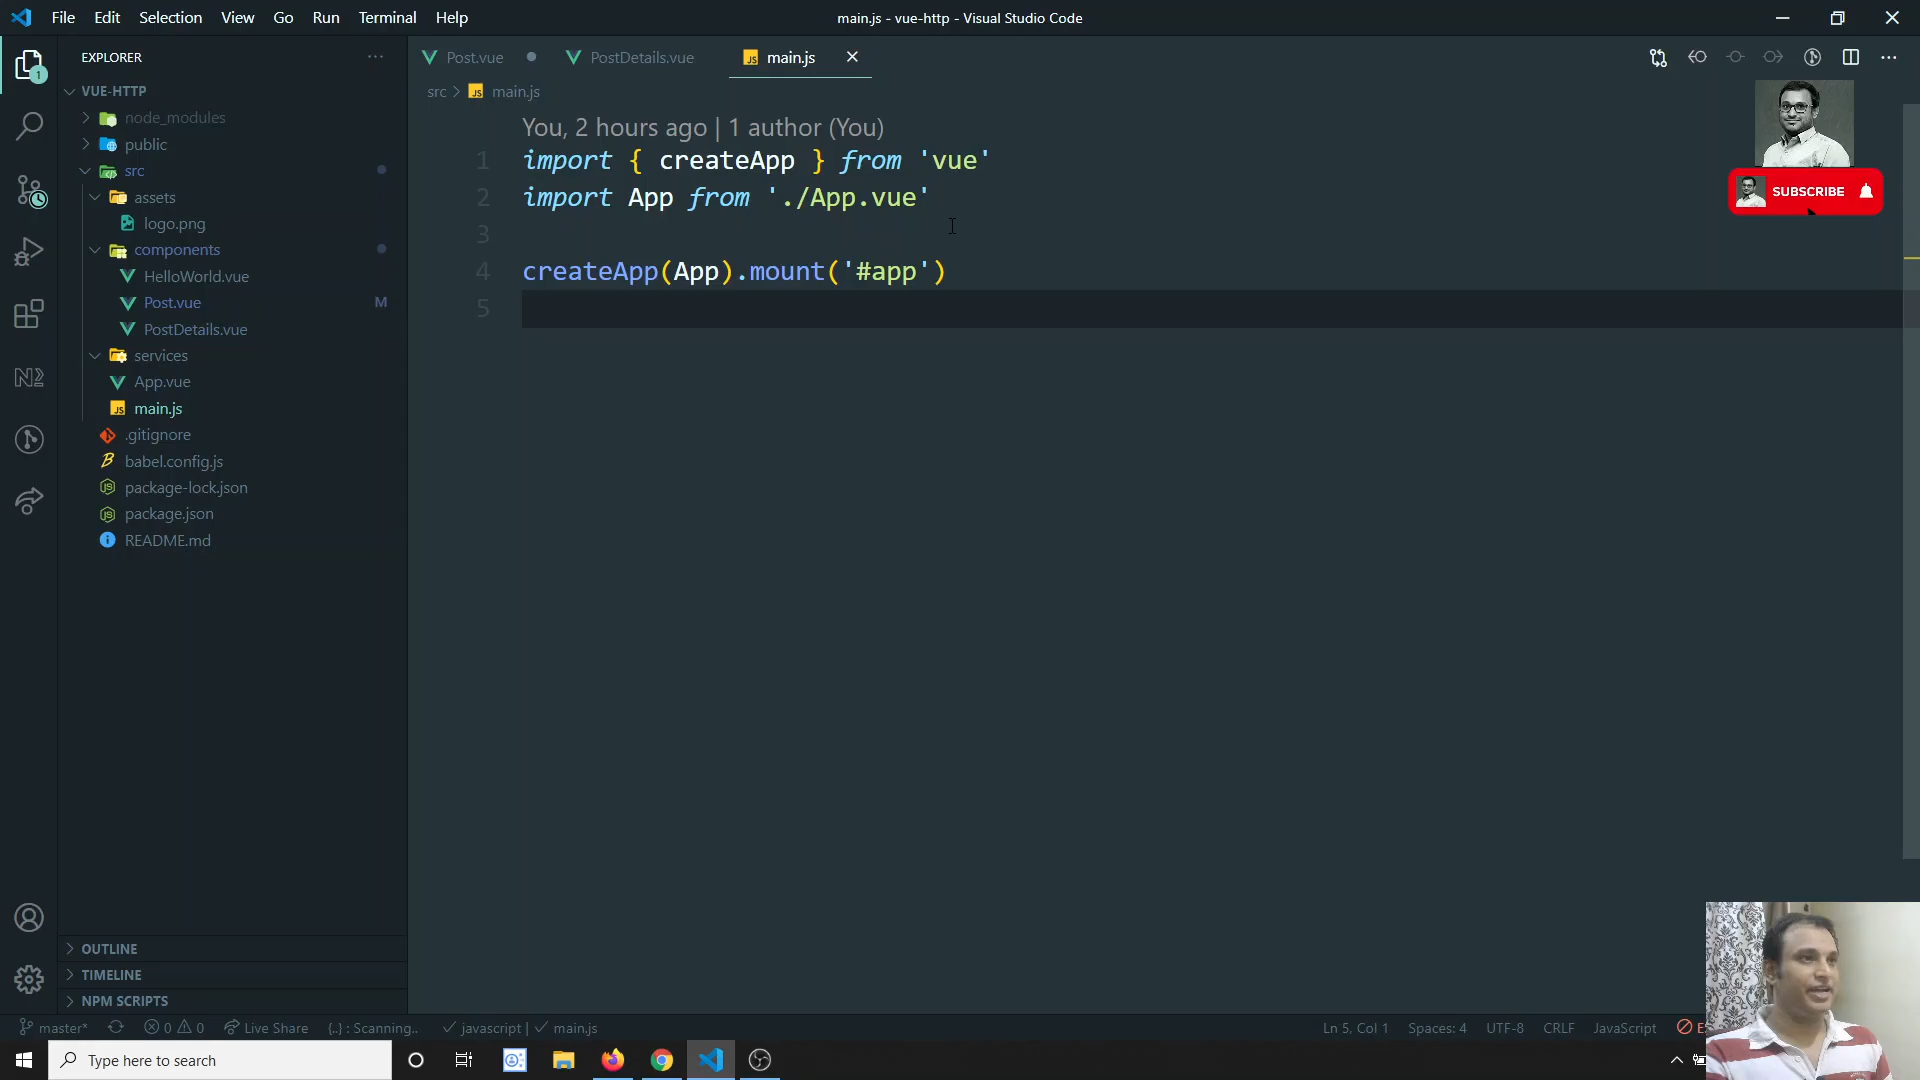 File Edit Selection View Go Run Terminal Help
main.js - vue-http - Visual Studio Code
EXPLORER
Post.vue
PostDetails.vue
main.js
src > main.js
VUE-HTTP
node_modules
public
src
assets
logo.png
components
HelloWorld.vue
Post.vue M
PostDetails.vue
services
App.vue
main.js
.gitignore
babel.config.js
package-lock.json
package.json
README.md
OUTLINE
TIMELINE
NPM SCRIPTS
You, 2 hours ago | 1 author (You)
1 import { createApp } from 'vue'
2 import App from './App.vue'
3
4 createApp(App).mount('#app')
5
SUBSCRIBE
1
master* 0 0 Live Share {..} : Scanning.. javascript | main.js
Ln 5, Col 1 Spaces: 4 UTF-8 CRLF JavaScript
Type here to search